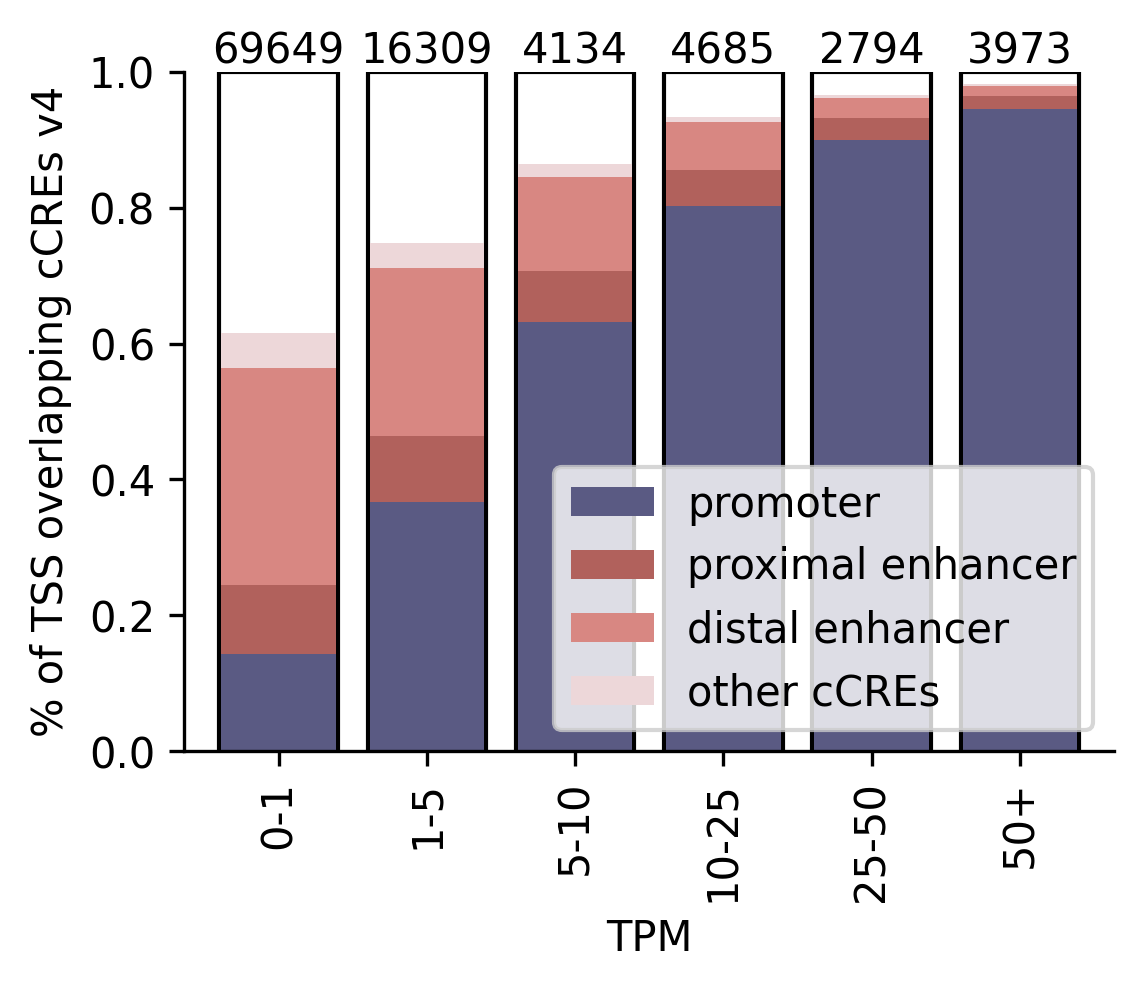 69649 16309 4134 4685 2794 3973
% of TSS overlapping cCREs v4
1.0
0.8
0.6
0.4
0.2
0.0
promoter
proximal enhancer
distal enhancer
other cCREs
0-1
1-5
5-10
10-25
25-50
50+
TPM